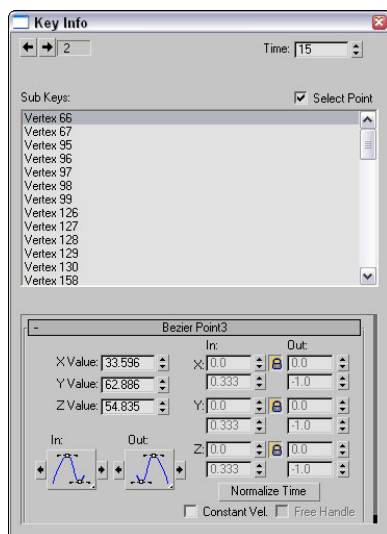 Key Info
2 Time: 15
Sub Keys: Select Point
Vertex 66
Vertex 67
Vertex 95
Vertex 96
Vertex 97
Vertex 98
Vertex 99
Vertex 126
Vertex 127
Vertex 128
Vertex 129
Vertex 130
Vertex 158
- Bezier Point3
In: Out:
X Value: 33.596 X: 0.0 0.0
0.333 -1.0
Y Value: 62.886 Y: 0.0 0.0
Z Value: 54.835 0.333 -1.0
In: Out: Z: 0.0 0.0
0.333 -1.0
Normalize Time
Constant Vel. Free Handle